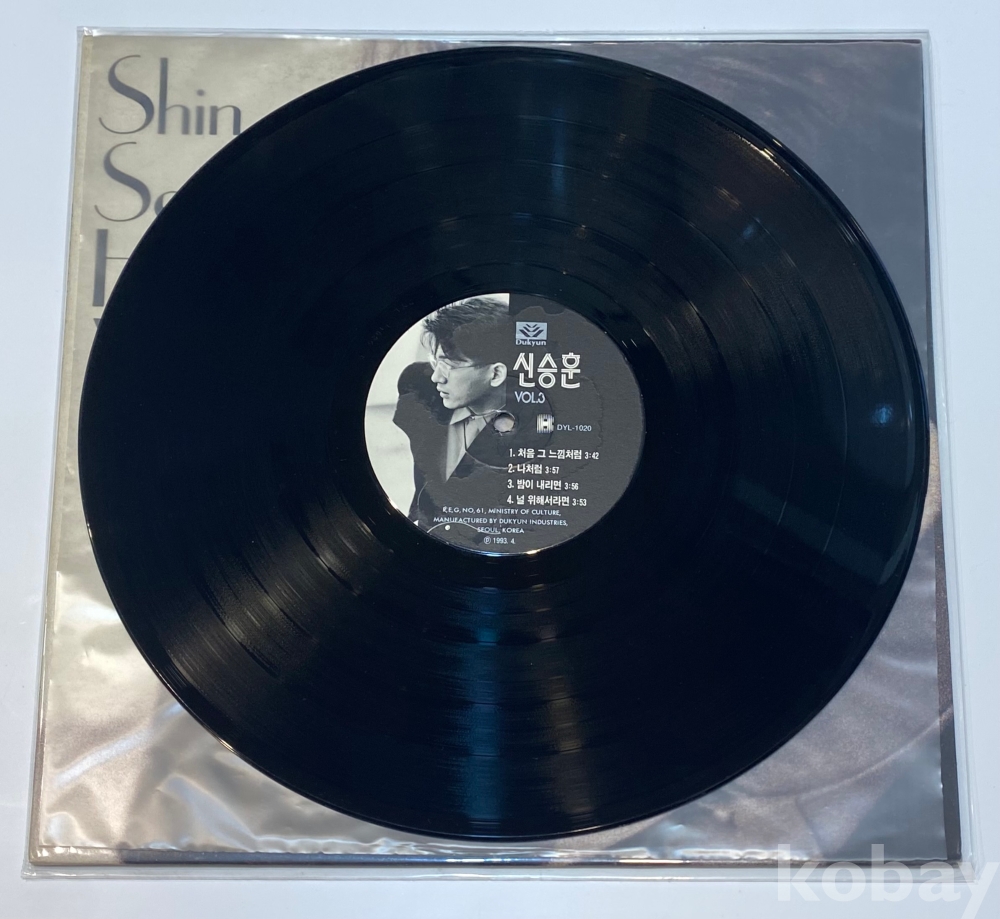 Shin
Dukyun
신승훈
VOL.3
DYL-1020
1. 처음 그 느낌처럼 3:42
2. 나처럼 3:57
3. 밤이 내리면 3:56
4. 널 위해서라면 3:53
R.E.G. NO, 61, MINISTRY OF CULTURE,
MANUFACTURED BY DUKYUN INDUSTRIES,
SEOUL, KOREA
℗ 1993. 4.
kobay